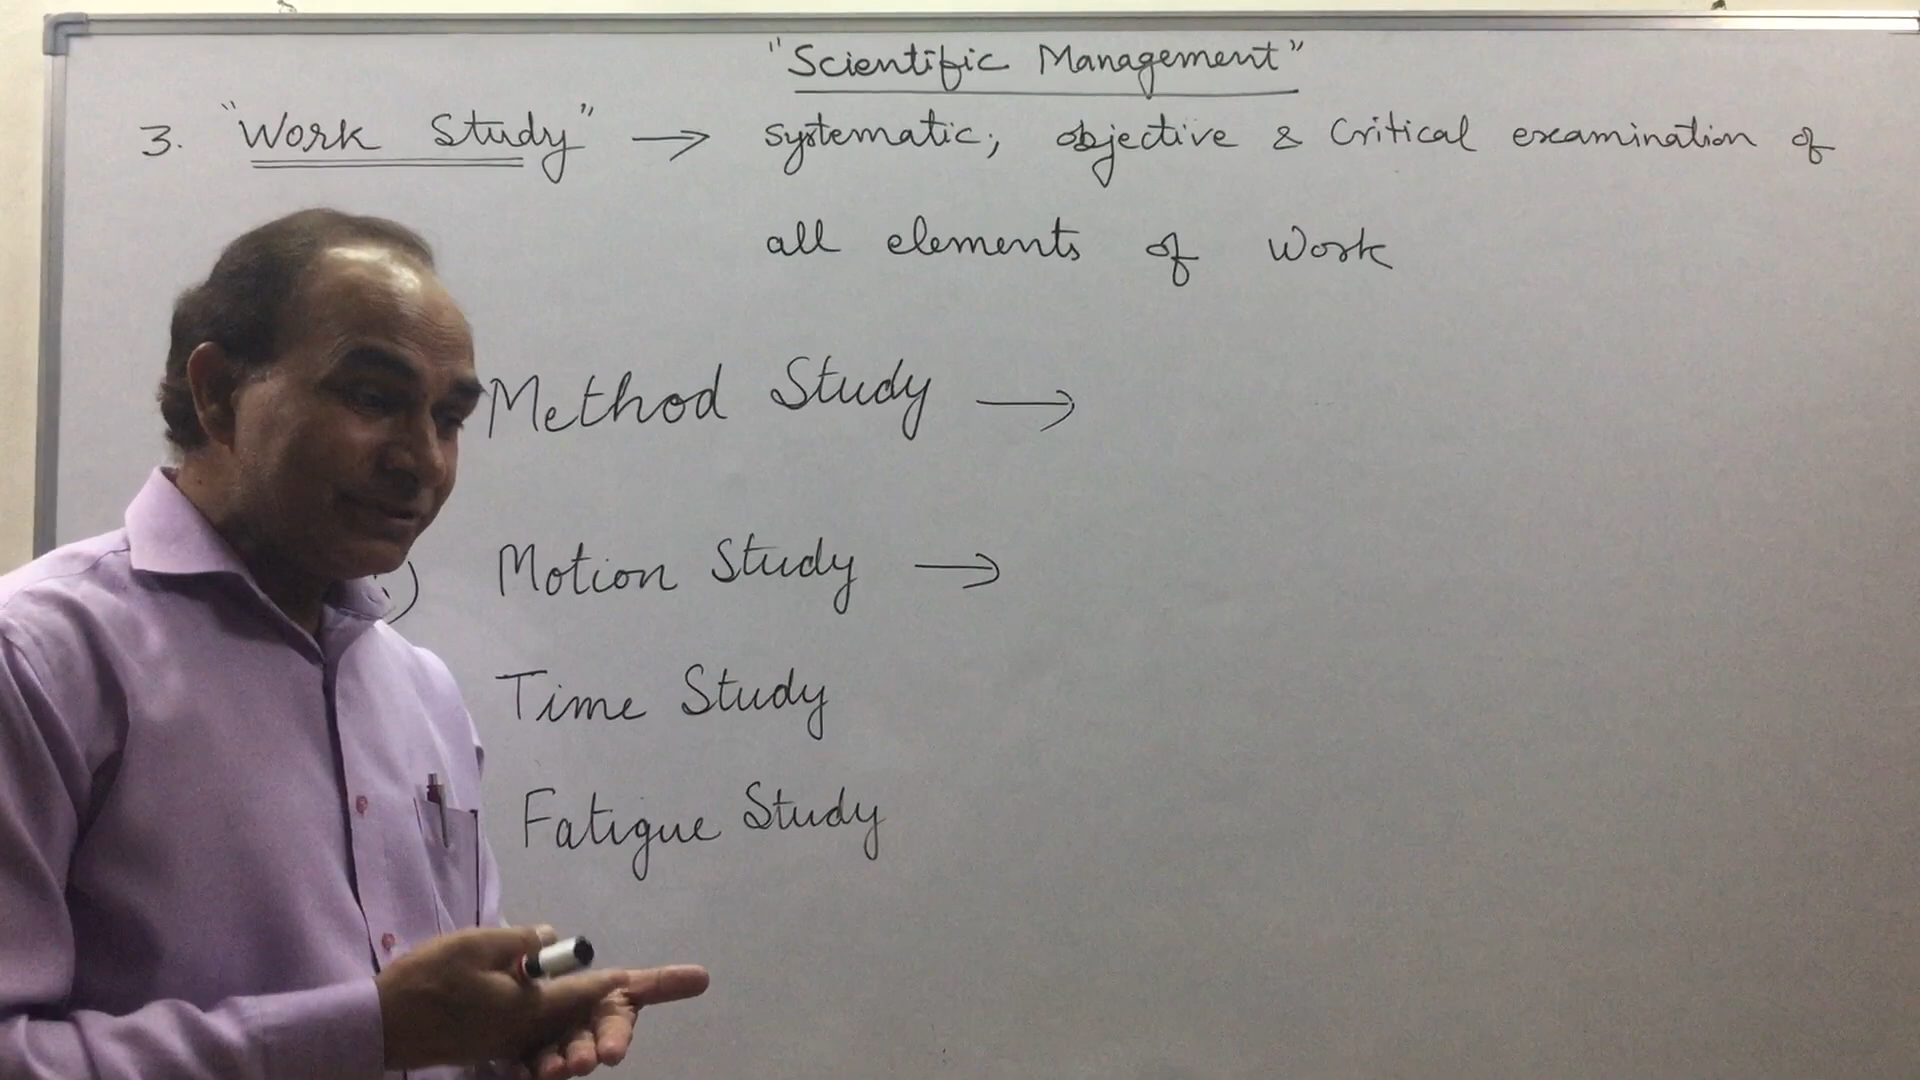 "Scientific Management"
3. "Work Study" → systematic, objective & Critical examination of
all elements of Work
Method Study →
) Motion Study →
Time Study
Fatigue Study